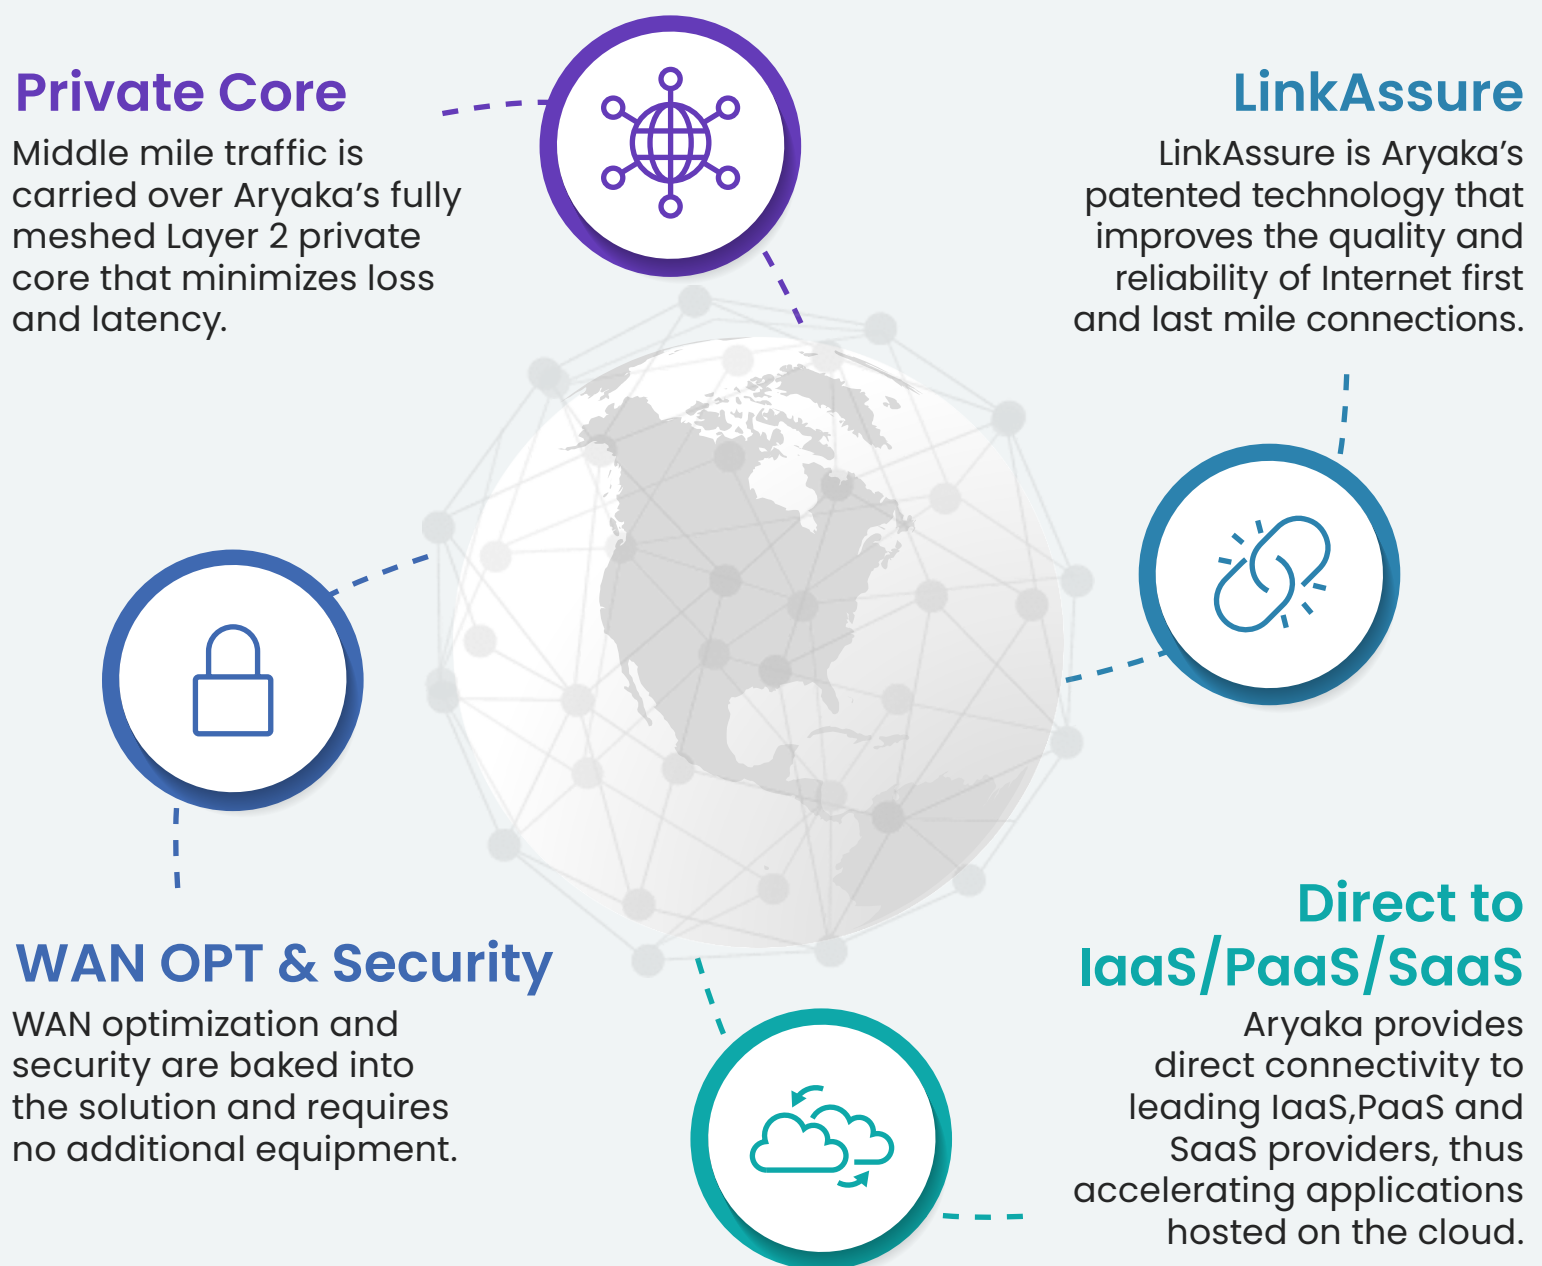 Private Core
Middle mile traffic is
carried over Aryaka’s fully
meshed Layer 2 private
core that minimizes loss
and latency.
LinkAssure
LinkAssure is Aryaka’s
patented technology that
improves the quality and
reliability of Internet first
and last mile connections.
WAN OPT & Security
WAN optimization and
security are baked into
the solution and requires
no additional equipment.
Direct to
IaaS/PaaS/SaaS
Aryaka provides
direct connectivity to
leading IaaS,PaaS and
SaaS providers, thus
accelerating applications
hosted on the cloud.